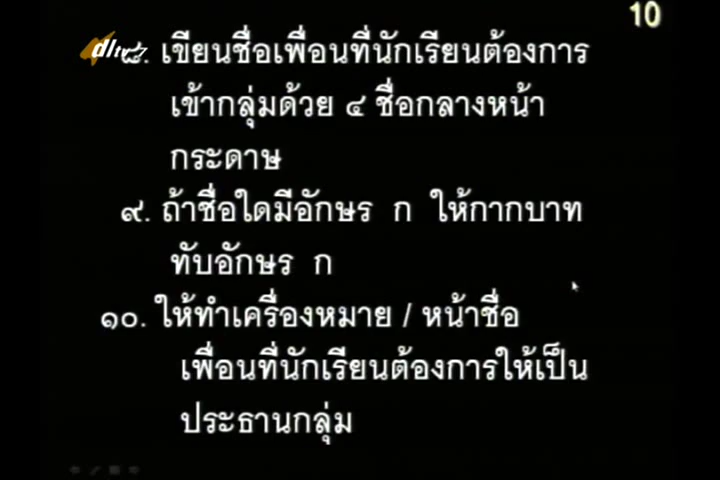 10
dltv 7
๘. เขียนชื่อเพื่อนที่นักเรียนต้องการ
เข้ากลุ่มด้วย ๔ ชื่อกลางหน้า
กระดาษ
๙. ถ้าชื่อใดมีอักษร ก ให้กากบาท
ทับอักษร ก
๑๐. ให้ทำเครื่องหมาย / หน้าชื่อ
เพื่อนที่นักเรียนต้องการให้เป็น
ประธานกลุ่ม